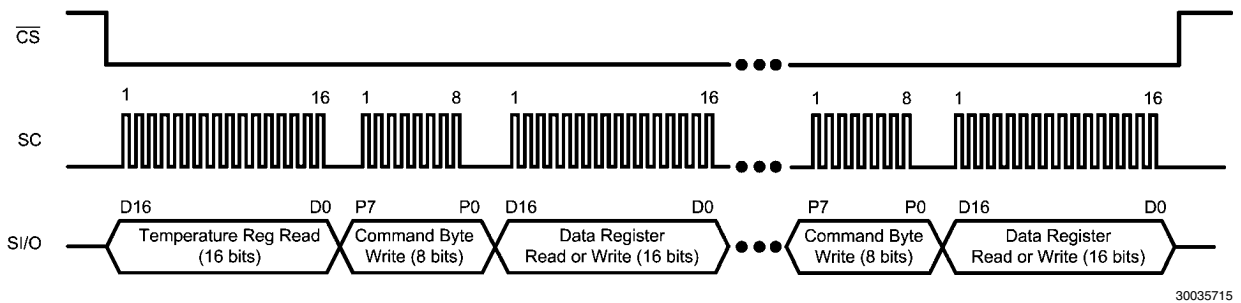 CS
1 16 1 8 1 16 1 8 1 16
SC
D16 D0 P7 P0 D16 D0 P7 P0 D16 D0
SI/O
Temperature Reg Read
(16 bits)
Command Byte
Write (8 bits)
Data Register
Read or Write (16 bits)
Command Byte
Write (8 bits)
Data Register
Read or Write (16 bits)
30035715